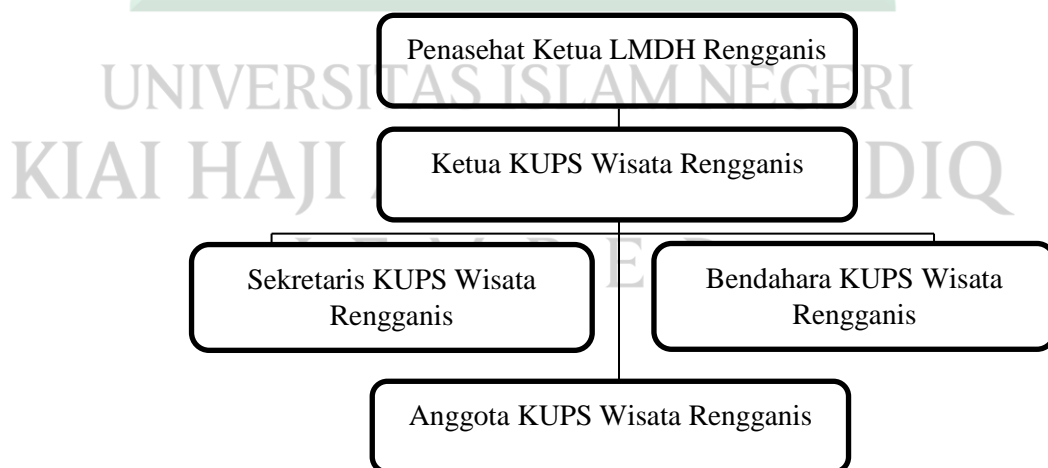 Penasehat Ketua LMDH Rengganis
UNIVERSITAS ISLAM NEGERI
Ketua KUPS Wisata Rengganis
KIAI HAJI DIQ
Sekretaris KUPS Wisata
Rengganis
Bendahara KUPS Wisata
Rengganis
Anggota KUPS Wisata Rengganis